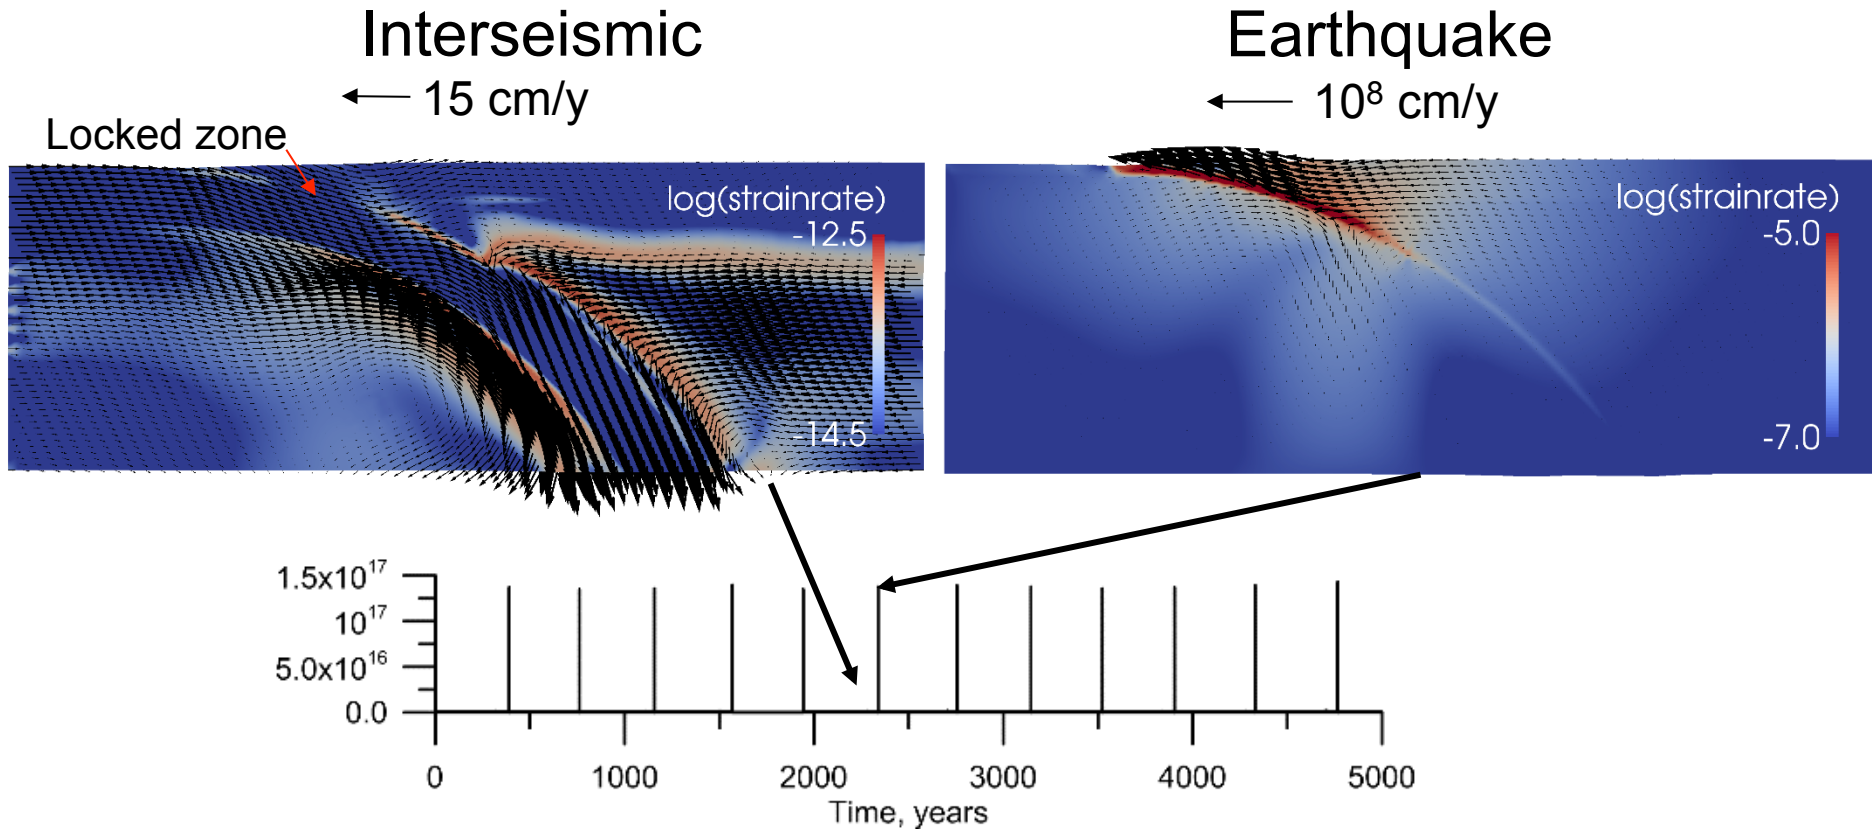 Interseismic
15 cm/y
Locked zone
log(strainrate)
-12.5
-14.5
Earthquake
10⁸ cm/y
log(strainrate)
-5.0
-7.0
1.5x10¹⁷
10¹⁷
5.0x10¹⁶
0.0
0 1000 2000 3000 4000 5000
Time, years